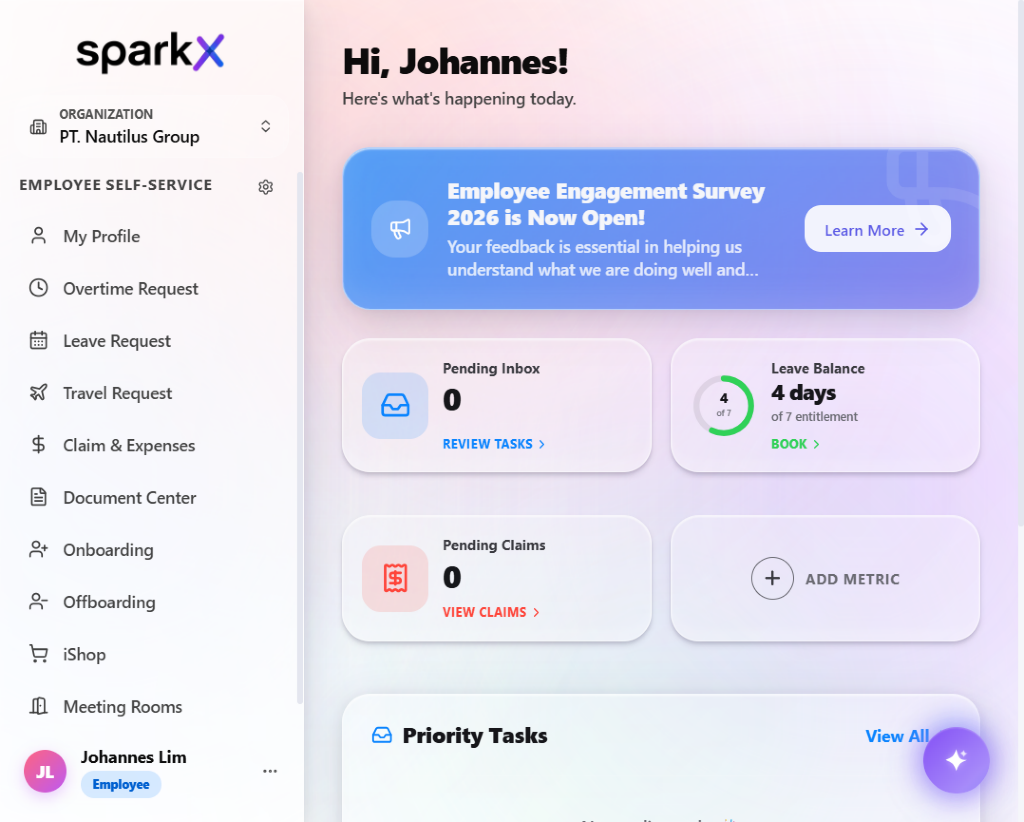 sparkX
ORGANIZATION
PT. Nautilus Group
EMPLOYEE SELF-SERVICE
My Profile
Overtime Request
Leave Request
Travel Request
Claim & Expenses
Document Center
Onboarding
Offboarding
iShop
Meeting Rooms
JL
Johannes Lim
Employee
Hi, Johannes!
Here's what's happening today.
Employee Engagement Survey
2026 is Now Open!
Your feedback is essential in helping us
understand what we are doing well and...
Learn More
Pending Inbox
0
REVIEW TASKS
4
of 7
Leave Balance
4 days
of 7 entitlement
BOOK
Pending Claims
0
VIEW CLAIMS
ADD METRIC
Priority Tasks
View All